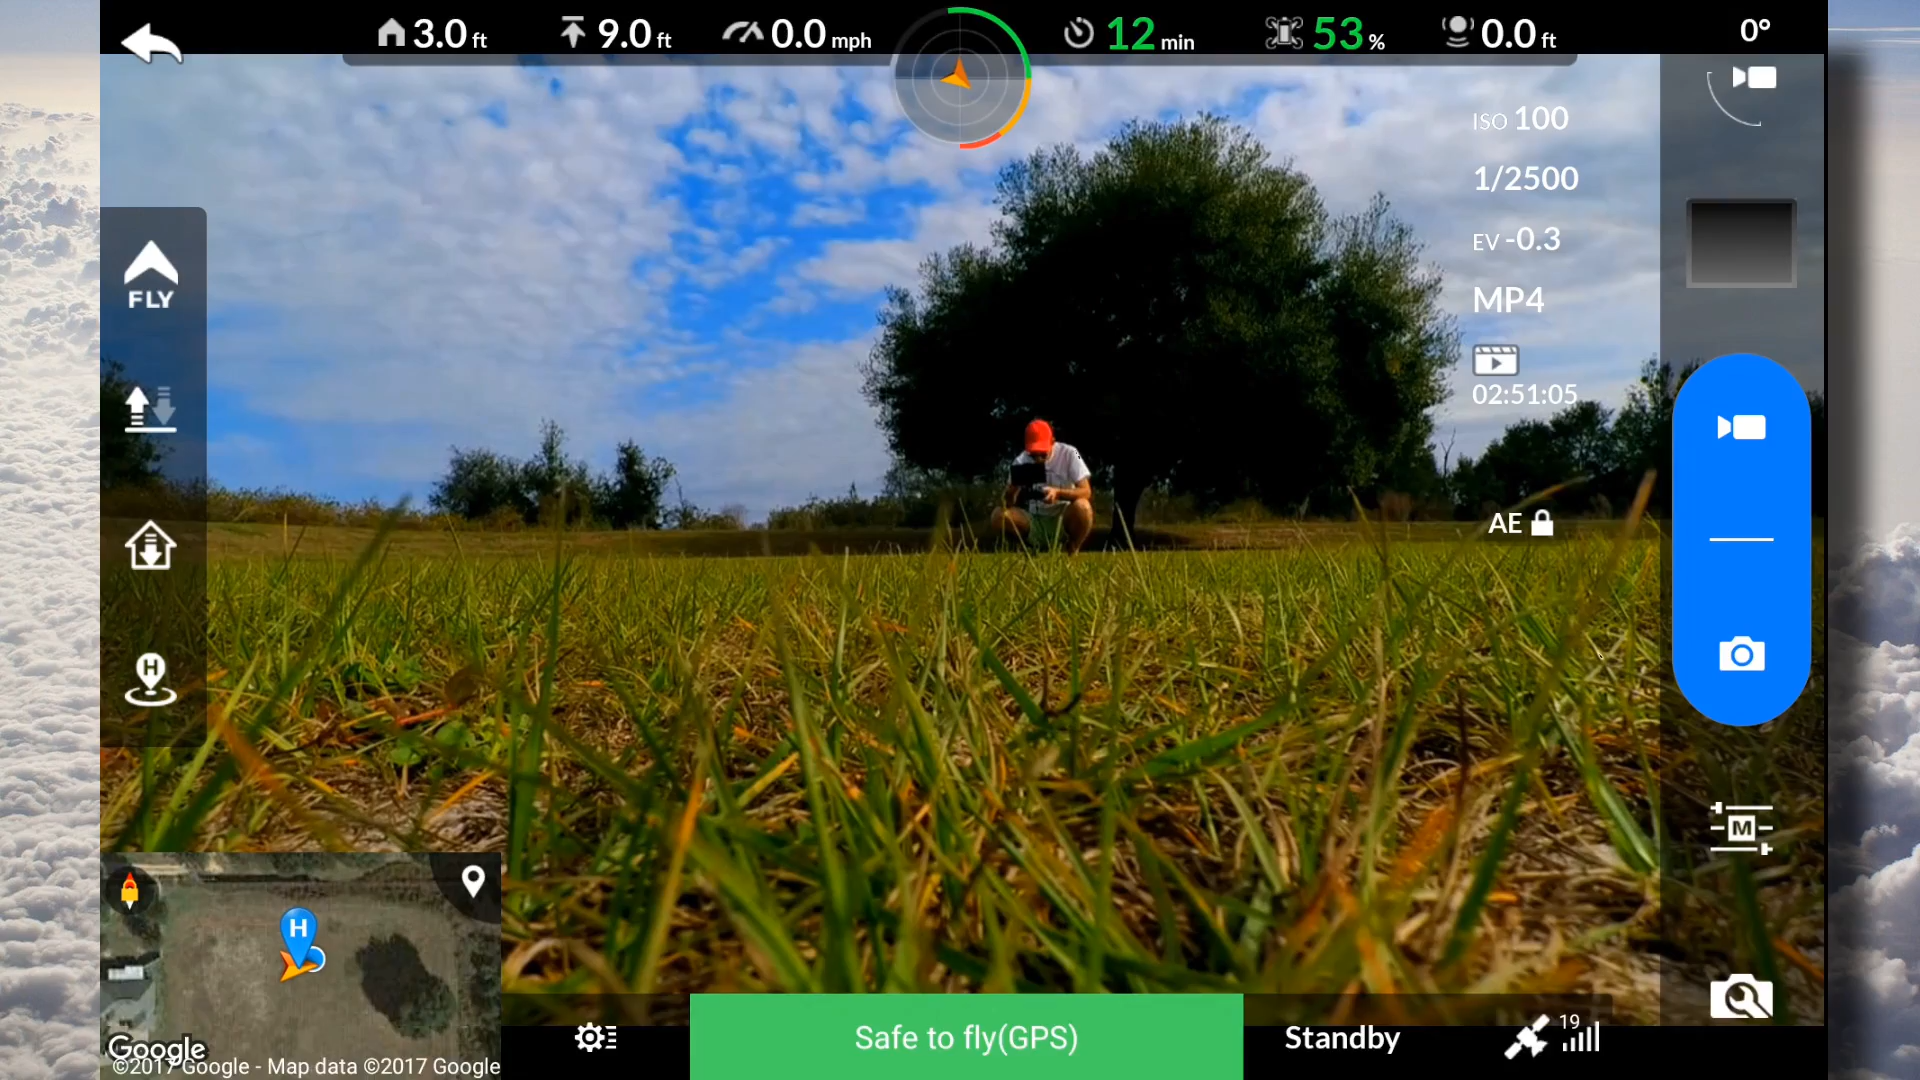 3.0 ft 9.0 ft 0.0 mph 12 min 53 % 0.0 ft 0°
ISO 100
1/2500
EV -0.3
MP4
02:51:05
AE
FLY
H
M
H
Google
©2017 Google - Map data ©2017 Google
Safe to fly(GPS)
Standby
19